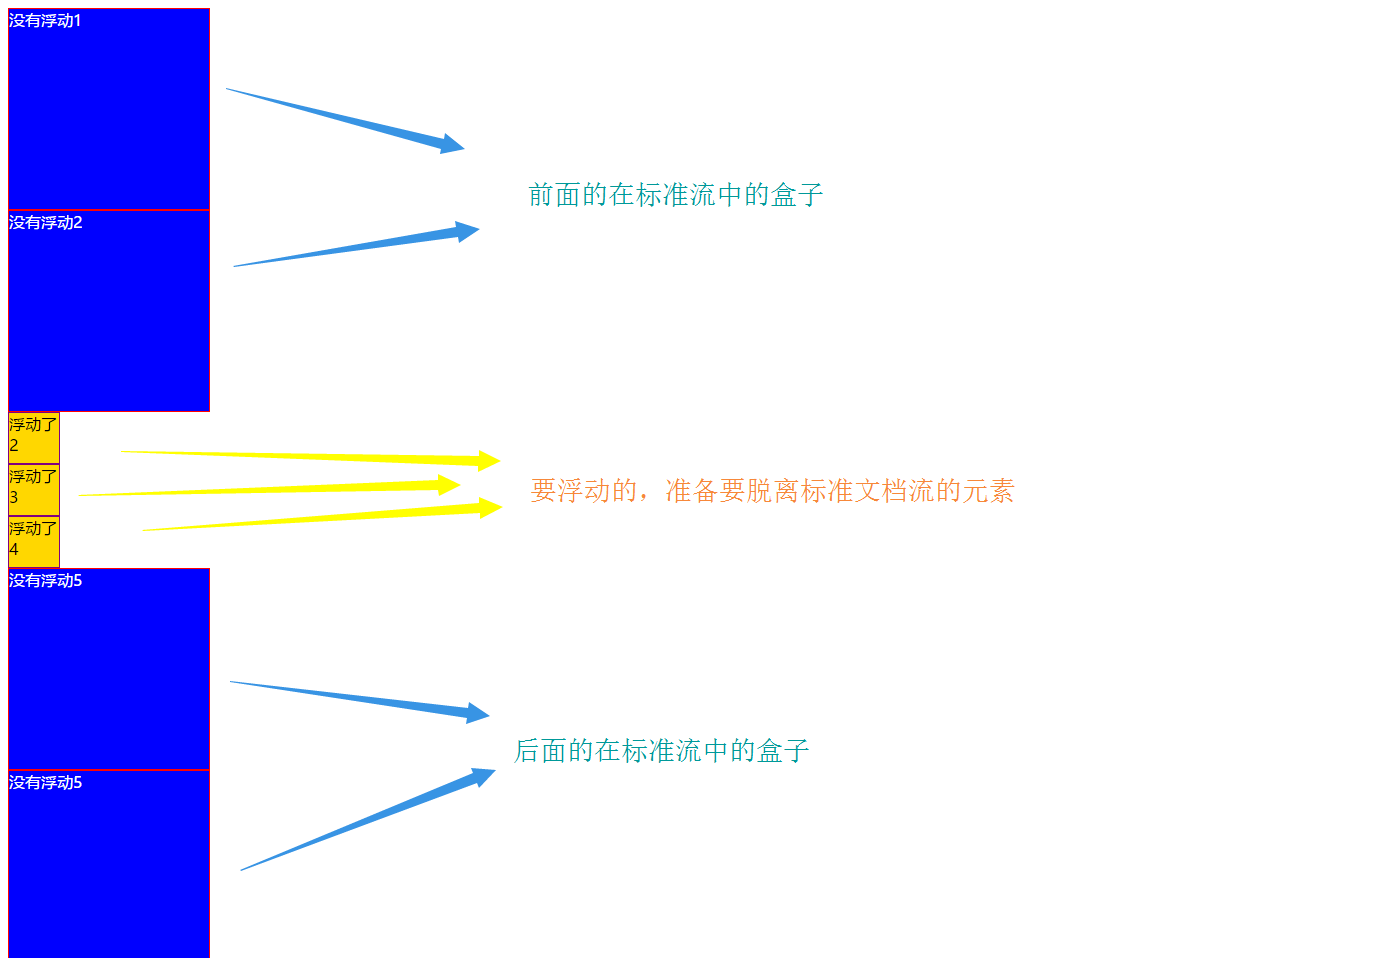 没有浮动1
前面的在标准流中的盒子
没有浮动2
浮动了
2
浮动了
3
要浮动的，准备要脱离标准文档流的元素
浮动了
4
没有浮动5
后面的在标准流中的盒子
没有浮动5